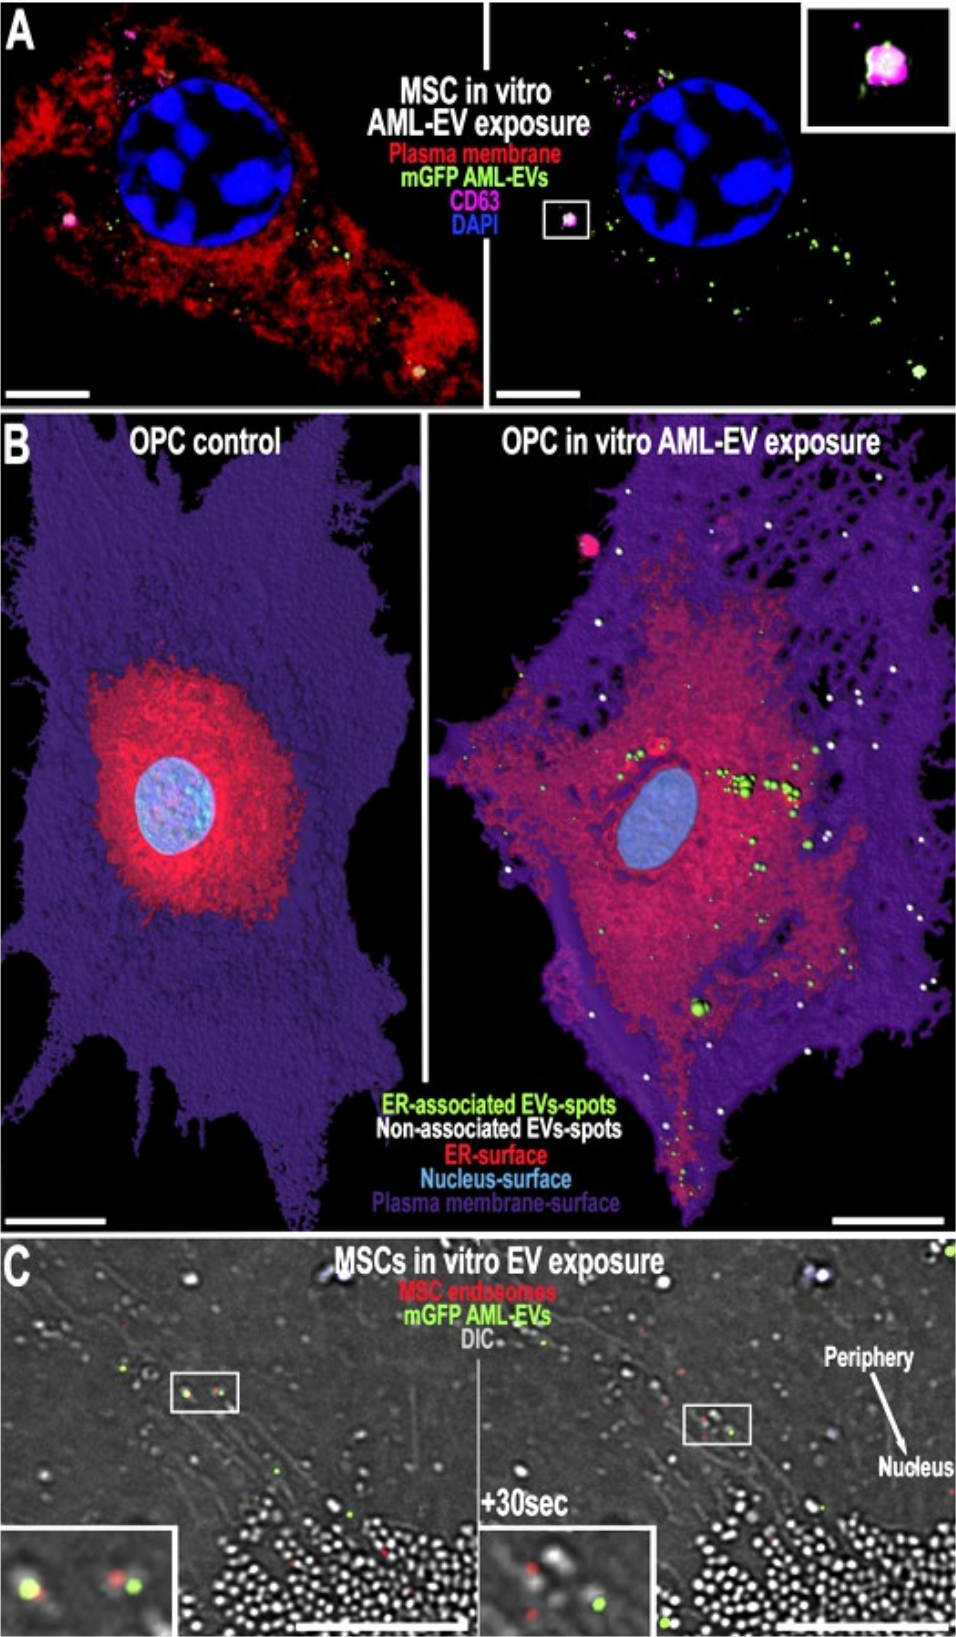 A
MSC in vitro
AML-EV exposure
Plasma membrane
mGFP AML-EVs
CD63
DAPI
B
OPC control
OPC in vitro AML-EV exposure
ER-associated EVs-spots
Non-associated EVs-spots
ER-surface
Nucleus-surface
Plasma membrane-surface
C
MSCs in vitro EV exposure
MSC endosomes
mGFP AML-EVs
DIC
Periphery
Nucleus
+30sec